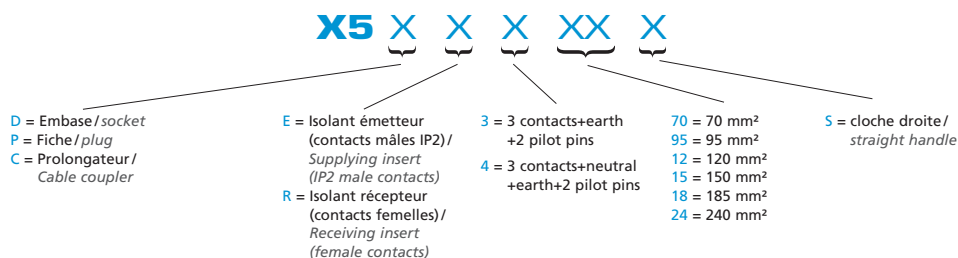 X5 X X X XX X
D = Embase/socket
P = Fiche/plug
C = Prolongateur/
Cable coupler
E = Isolant émetteur
(contacts mâles IP2)/
Supplying insert
(IP2 male contacts)
R = Isolant récepteur
(contacts femelles)/
Receiving insert
(female contacts)
3 = 3 contacts+earth
+2 pilot pins
4 = 3 contacts+neutral
+earth+2 pilot pins
70 = 70 mm²
95 = 95 mm²
12 = 120 mm²
15 = 150 mm²
18 = 185 mm²
24 = 240 mm²
S = cloche droite/
straight handle